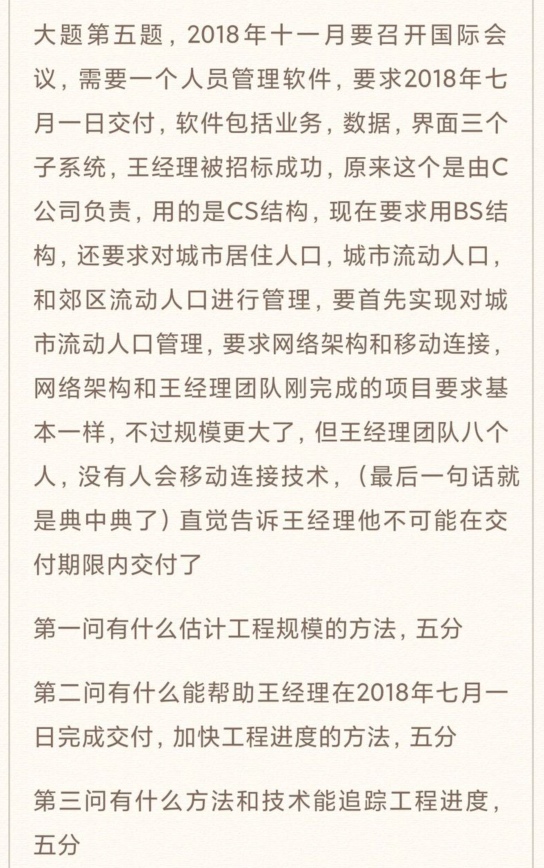 大题第五题，2018年十一月要召开国际会
议，需要一个人员管理软件，要求2018年七
月一日交付，软件包括业务，数据，界面三个
子系统，王经理被招标成功，原来这个是由C
公司负责，用的是CS结构，现在要求用BS结
构，还要求对城市居住人口，城市流动人口，
和郊区流动人口进行管理，要首先实现对城
市流动人口管理，要求网络架构和移动连接，
网络架构和王经理团队刚完成的项目要求基
本一样，不过规模更大了，但王经理团队八个
人，没有人会移动连接技术，（最后一句话就
是典中典了）直觉告诉王经理他不可能在交
付期限内交付了
第一问有什么估计工程规模的方法，五分
第二问有什么能帮助王经理在2018年七月一
日完成交付，加快工程进度的方法，五分
第三问有什么方法和技术能追踪工程进度，
五分